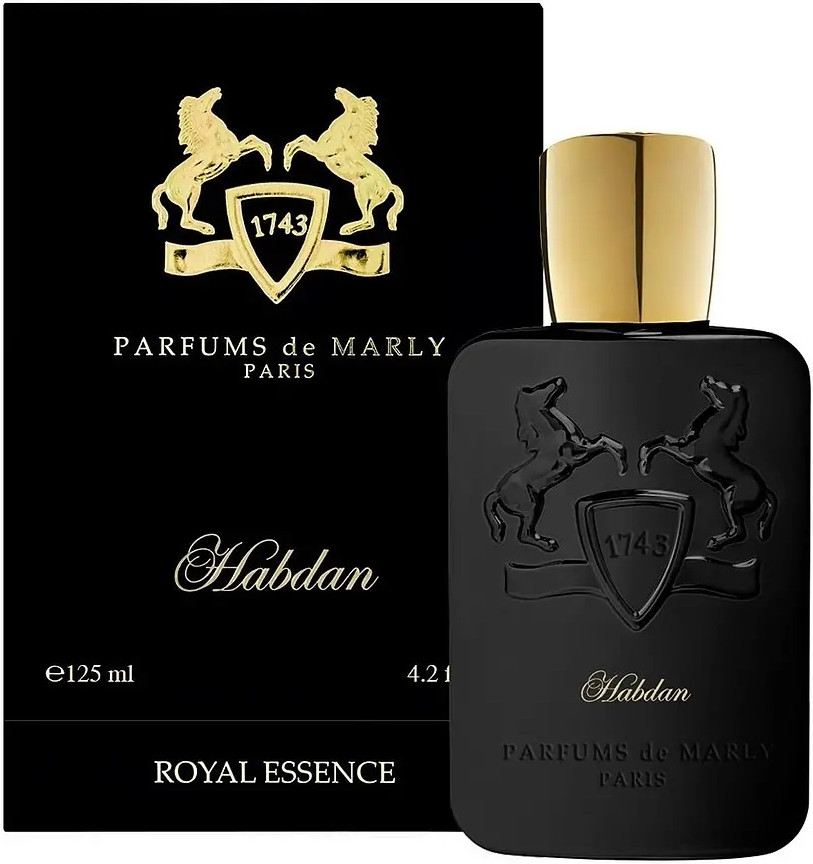 1743
PARFUMS de MARLY
PARIS
Habdan
℮125 ml
4.2 f
ROYAL ESSENCE
1743
Habdan
PARFUMS de MARLY
PARIS